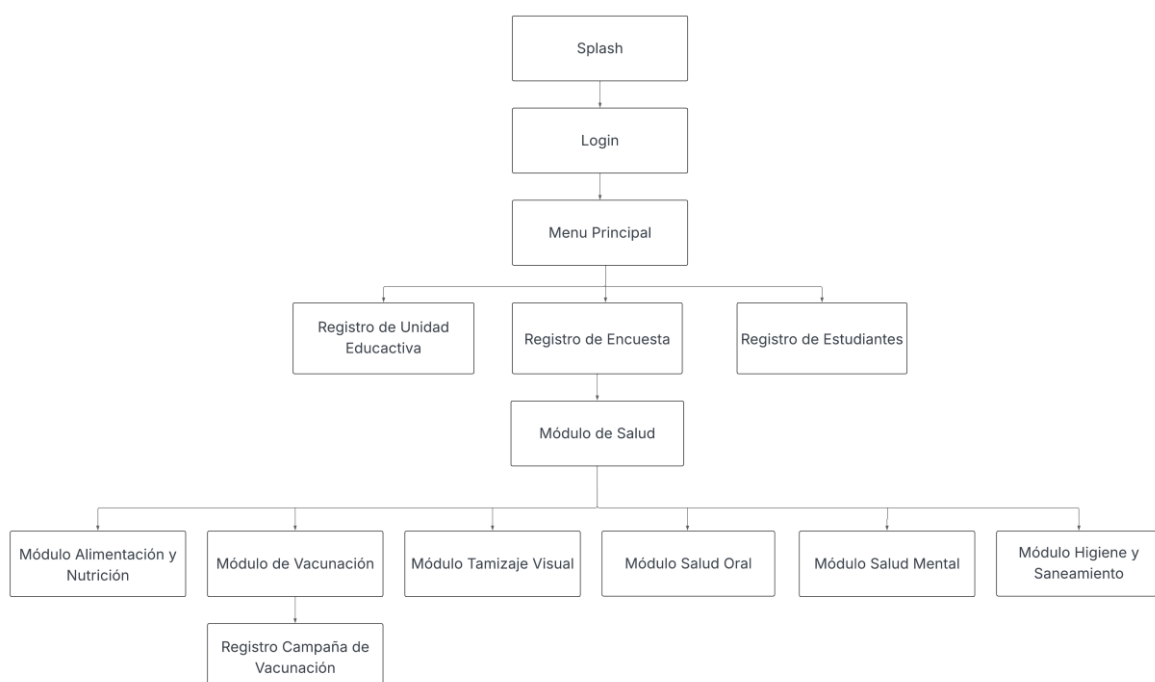 Splash
Login
Menu Principal
Registro de Unidad
Educactiva
Registro de Encuesta
Registro de Estudiantes
Módulo de Salud
Módulo Alimentación y
Nutrición
Módulo de Vacunación
Módulo Tamizaje Visual
Módulo Salud Oral
Módulo Salud Mental
Módulo Higiene y
Saneamiento
Registro Campaña de
Vacunación